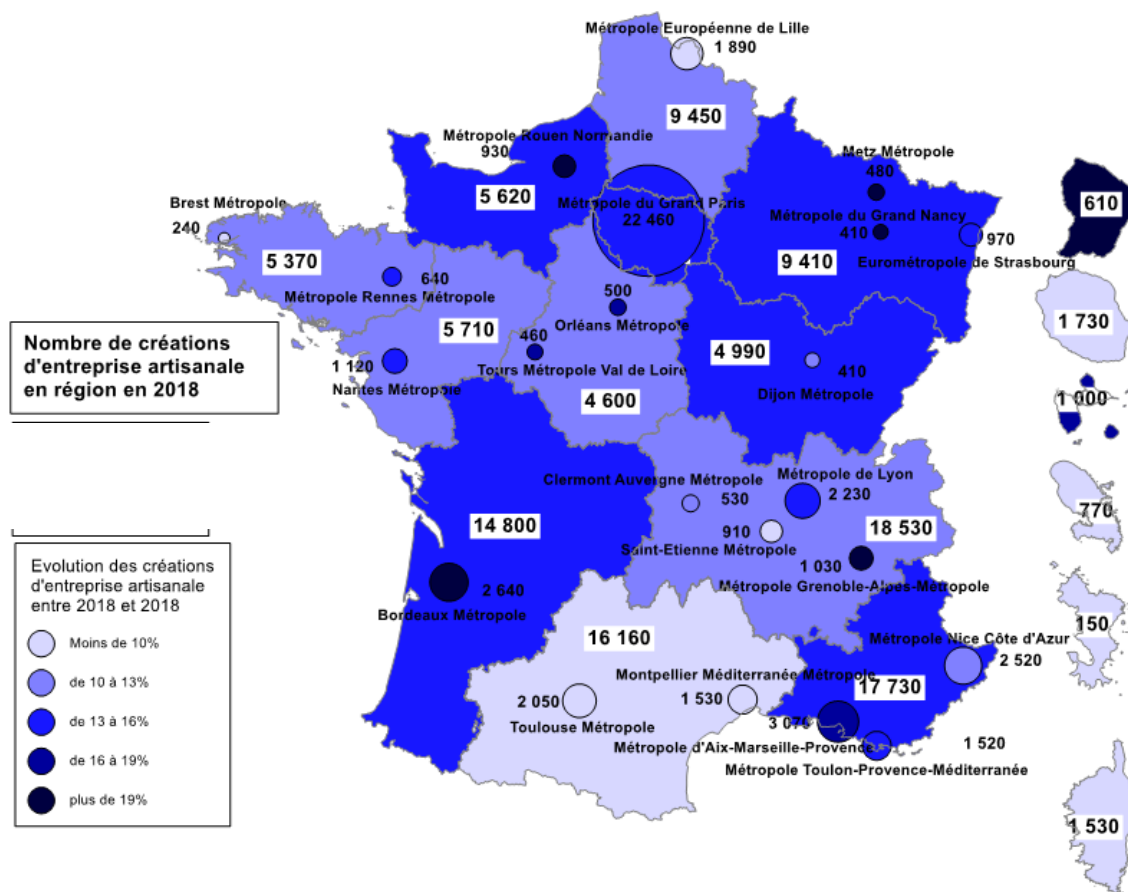 Métropole Européenne de Lille
1 890
9 450
Métropole Rouen Normandie
930
5 620
Metz Métropole
480
Métropole du Grand Paris
22 460
Métropole du Grand Nancy
410
970
Eurométropole de Strasbourg
9 410
610
Brest Métropole
240
5 370
640
Métropole Rennes Métropole
1 730
500
Orléans Métropole
5 710
460
Tours Métropole Val de Loire
4 600
1 120
Nantes Métropole
4 990
410
Dijon Métropole
1 000
Nombre de créations
d'entreprise artisanale
en région en 2018
Clermont Auvergne Métropole
530
Métropole de Lyon
2 230
18 530
910
Saint-Etienne Métropole
1 030
Métropole Grenoble-Alpes-Métropole
770
14 800
2 640
Bordeaux Métropole
16 160
150
Métropole Nice Côte d'Azur
2 520
Montpellier Méditerranée Métropole
1 530
17 730
2 050
Toulouse Métropole
3 070
Métropole d'Aix-Marseille-Provence
1 520
Métropole Toulon-Provence-Méditerranée
1 530
Evolution des créations
d'entreprise artisanale
entre 2018 et 2018
Moins de 10%
de 10 à 13%
de 13 à 16%
de 16 à 19%
plus de 19%